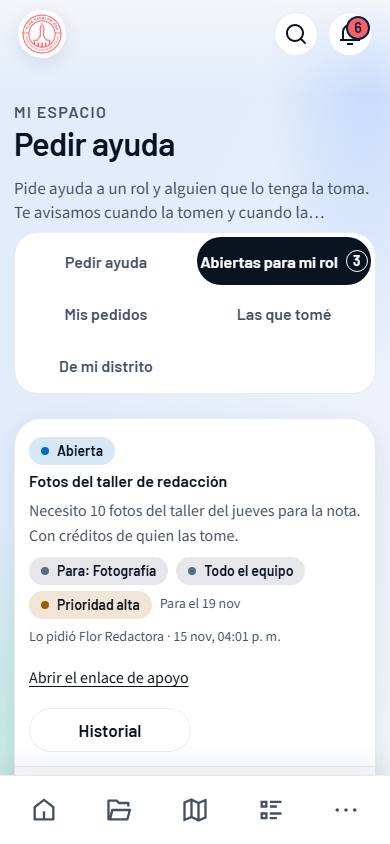 6
MI ESPACIO
Pedir ayuda
Pide ayuda a un rol y alguien que lo tenga la toma.
Te avisamos cuando la tomen y cuando la…
Pedir ayuda
Abiertas para mi rol 3
Mis pedidos
Las que tomé
De mi distrito
Abierta
Fotos del taller de redacción
Necesito 10 fotos del taller del jueves para la nota.
Con créditos de quien las tome.
Para: Fotografía
Todo el equipo
Prioridad alta
Para el 19 nov
Lo pidió Flor Redactora · 15 nov, 04:01 p. m.
Abrir el enlace de apoyo
Historial